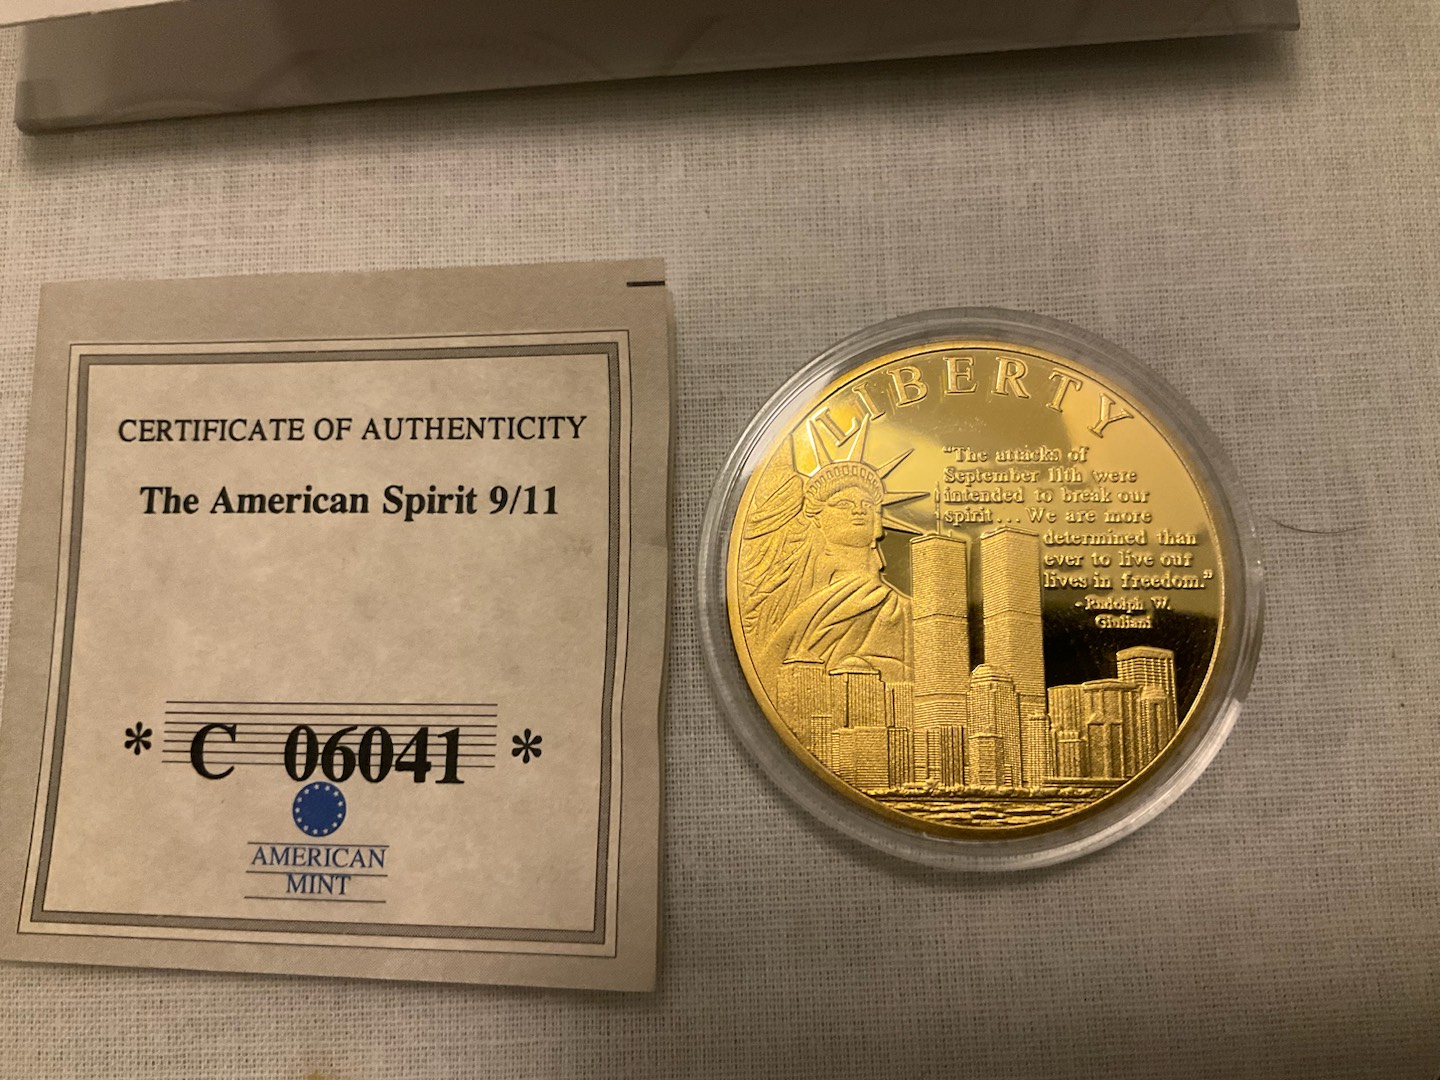 CERTIFICATE OF AUTHENTICITY
The American Spirit 9/11
* C 06041 *
AMERICAN
MINT
LIBERTY
"The attacks of
September 11th were
intended to break our
spirit... We are more
determined than
ever to live our
lives in freedom."
- Rudolph W.
Giuliani